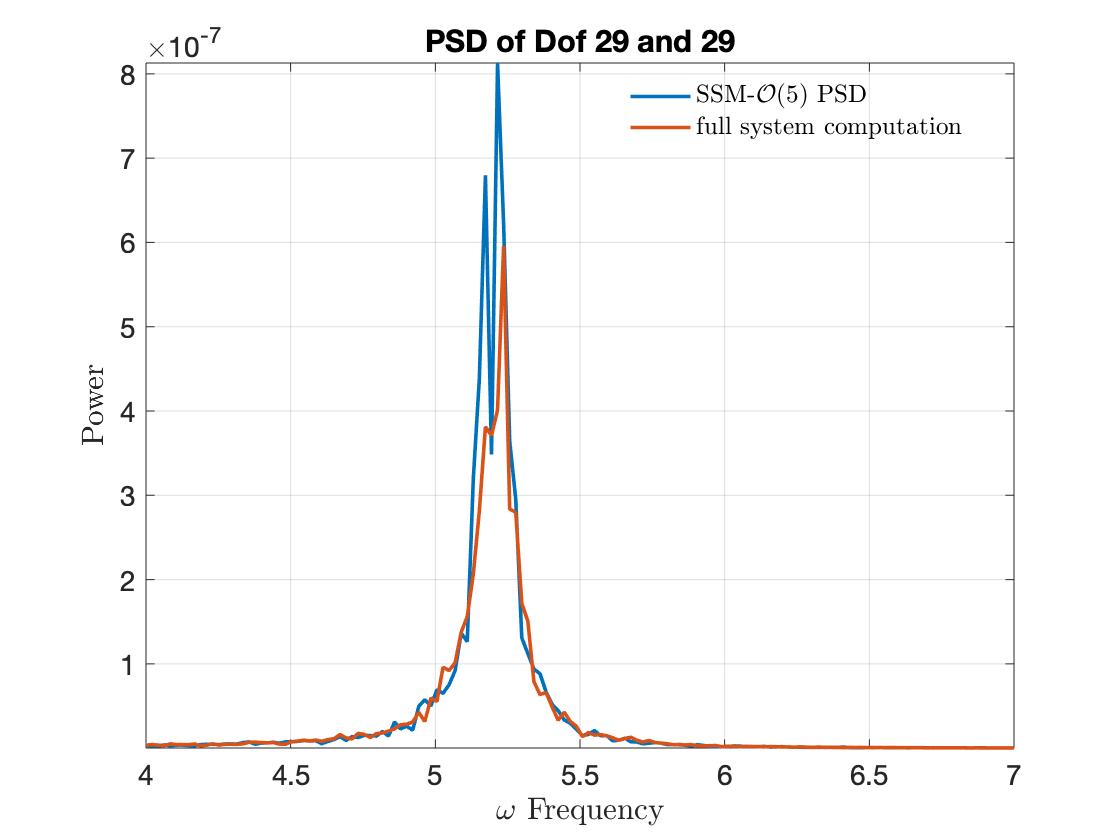 PSD of Dof 29 and 29
×10⁻⁷
SSM-𝒪(5) PSD
full system computation
8
7
6
5
4
3
2
1
Power
4 4.5 5 5.5 6 6.5 7
ω Frequency